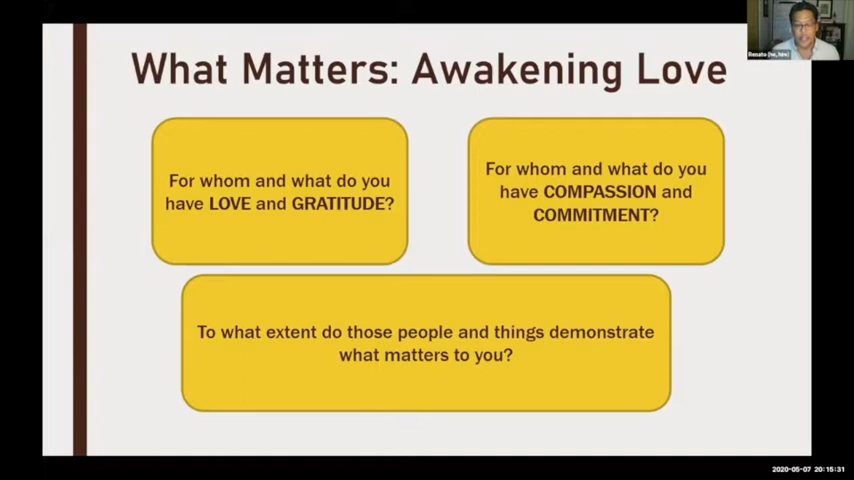 What Matters: Awakening Love
For whom and what do you
have LOVE and GRATITUDE?
For whom and what do you
have COMPASSION and
COMMITMENT?
To what extent do those people and things demonstrate
what matters to you?
Renato (he, him)
2020-05-07 20:15:31